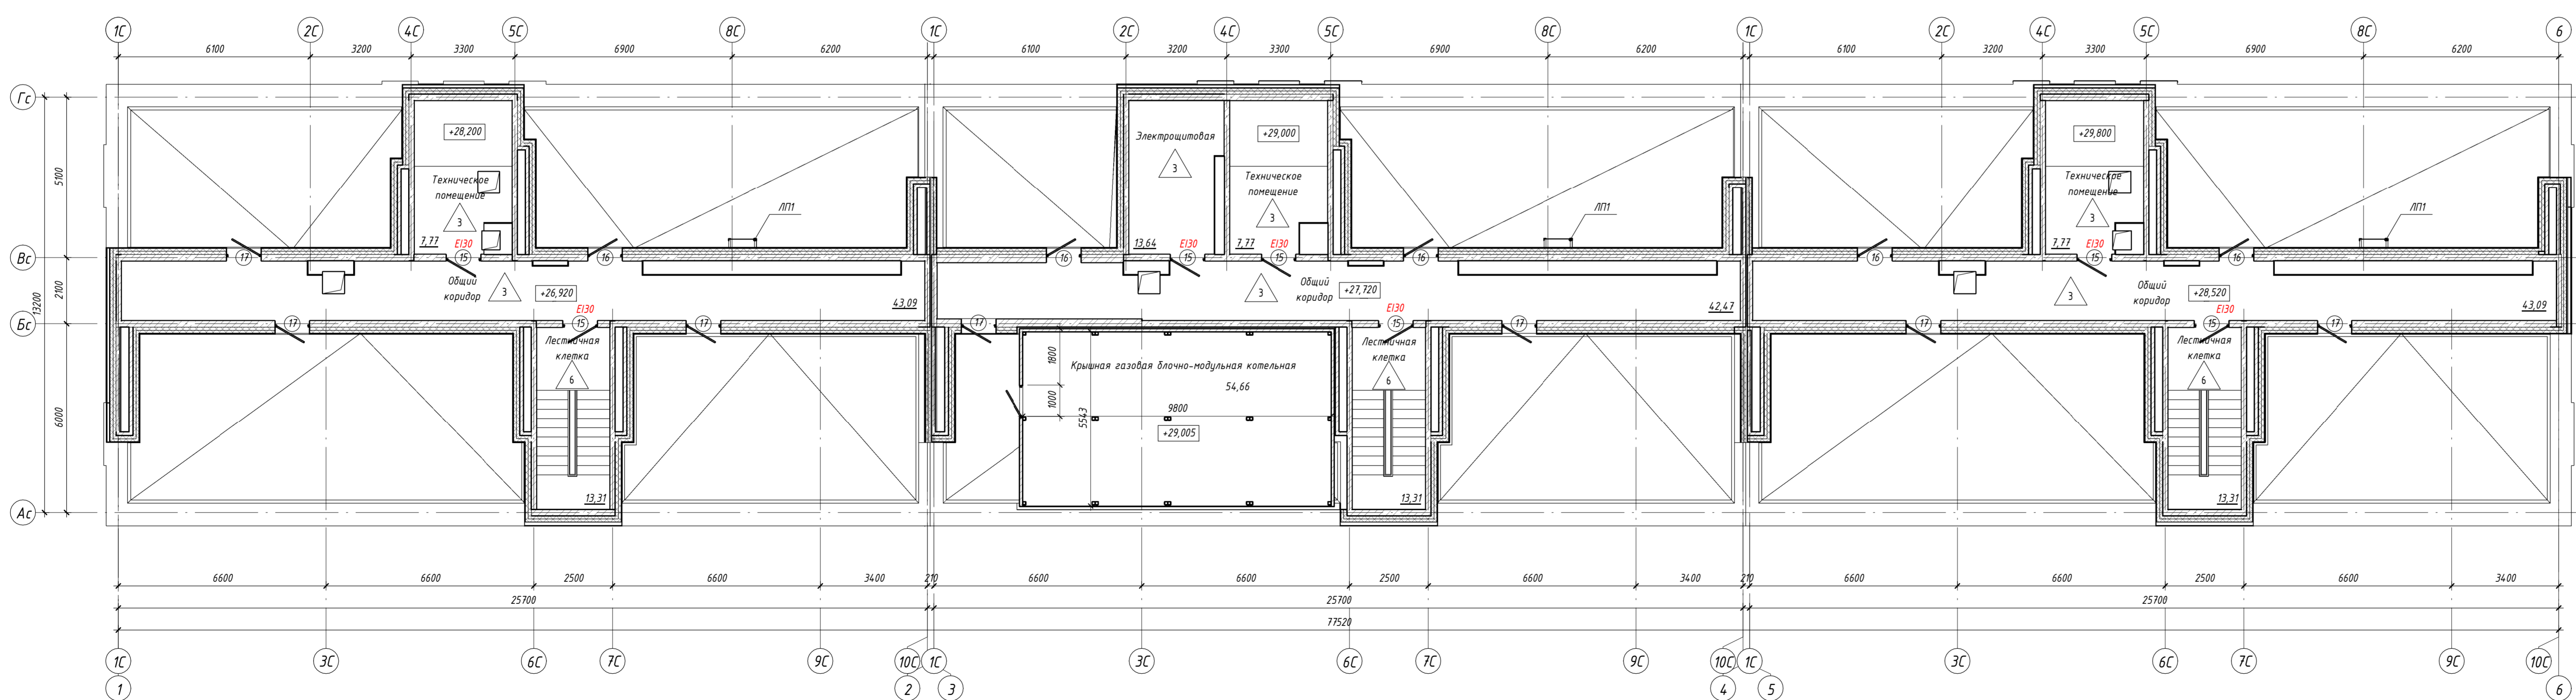 1С 2С 4С 5С 8С 1С 2С 4С 5С 8С 1С 2С 4С 5С 8С 6
6100 3200 3300 6900 6200 6100 3200 3300 6900 6200 6100 3200 3300 6900 6200
Гс
+28,200
Электрощитовая
3
+29,000
+29,800
5100
Техническое
помещение
3
Техническое
помещение
3
Техническое
помещение
3
ЛП1
ЛП1
ЛП1
7,77 EI30
13,64 EI30
7,77 EI30
7,77 EI30
Вс
17 15 16 16 15 15 16 16 15 16
13200
2100
Общий
коридор
3
+26,920
43,09
3
Общий
коридор
+27,720
42,47
3
Общий
коридор
+28,520
43,09
EI30
EI30
EI30
Бс
17 15 17 17 15 17 17 15 17
6000
Лестничная
клетка
6
13,31
1800
1000
5543
Крышная газовая блочно-модульная котельная
54,66
9800
+29,005
Лестничная
клетка
6
13,31
Лестничная
клетка
6
13,31
Ас
6600 6600 2500 6600 3400 210 6600 6600 2500 6600 3400 210 6600 6600 2500 6600 3400
25700 25700 25700
77520
1С 3С 6С 7С 9С 10С 1С 3С 6С 7С 9С 10С 1С 3С 6С 7С 9С 10С
1 2 3 4 5 6